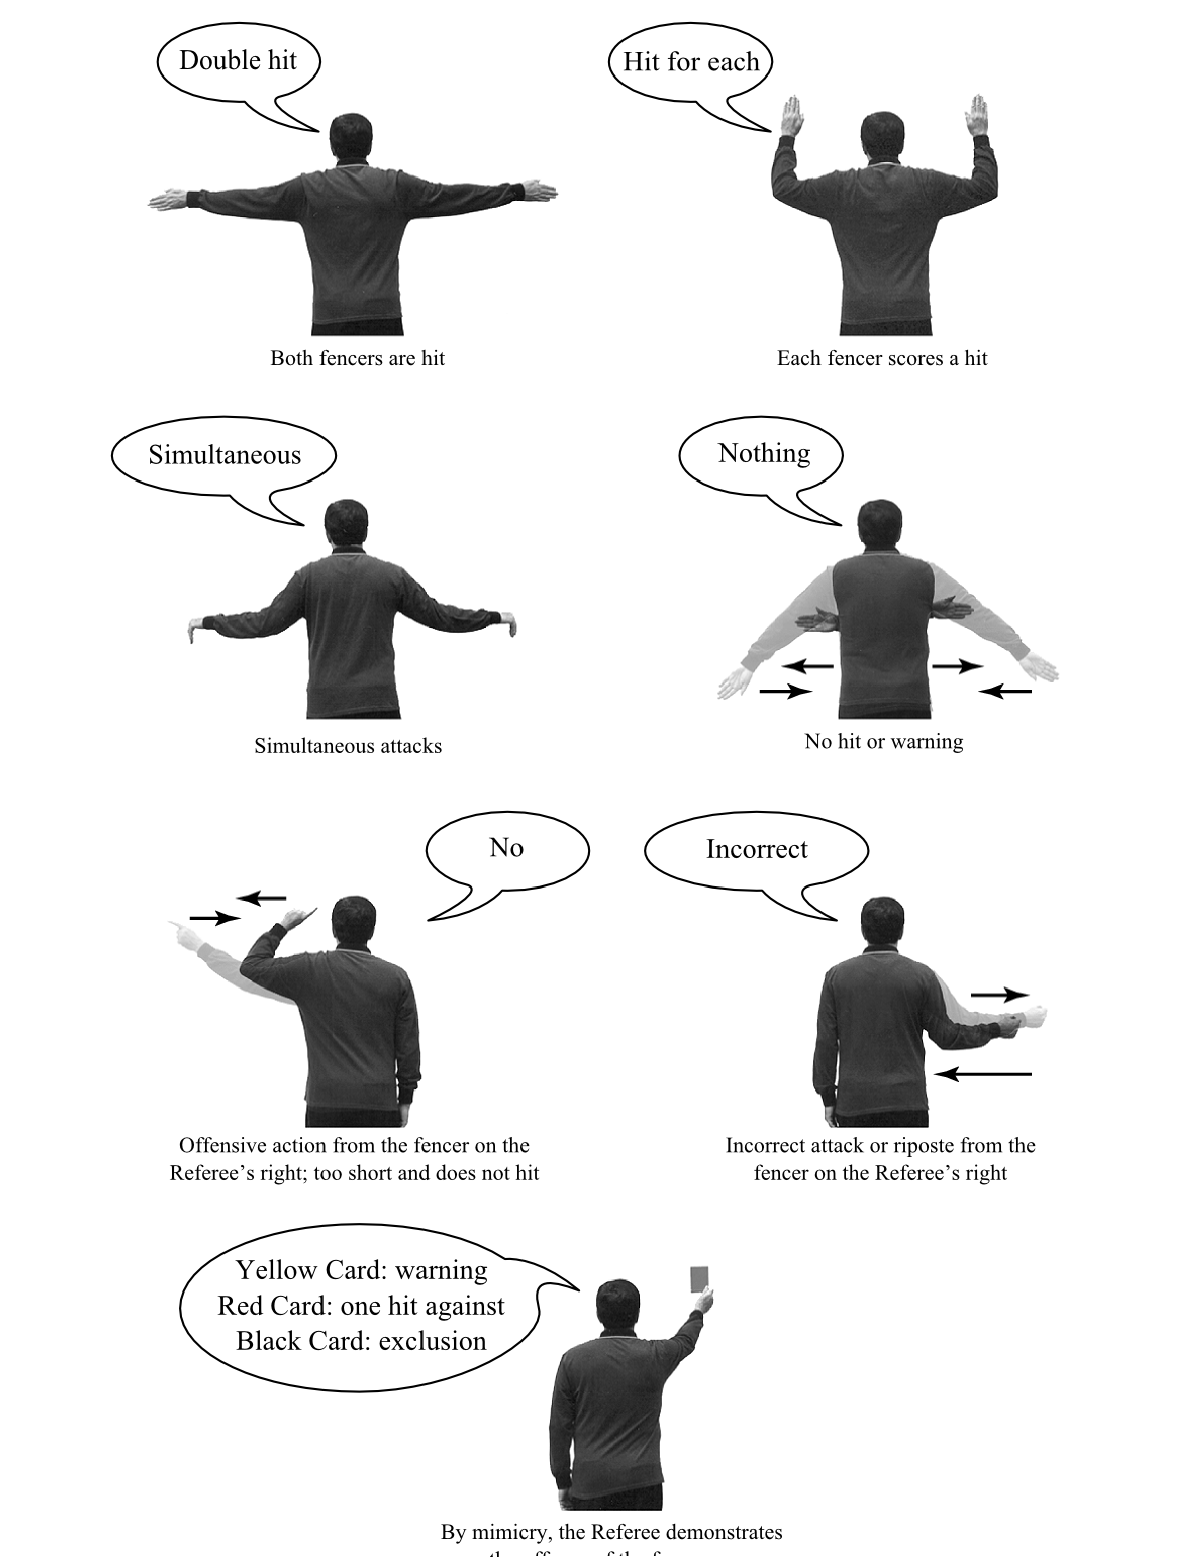 Double hit
Hit for each
Both fencers are hit
Each fencer scores a hit
Simultaneous
Nothing
Simultaneous attacks
No hit or warning
No
Incorrect
Offensive action from the fencer on the
Referee's right; too short and does not hit
Incorrect attack or riposte from the
fencer on the Referee's right
Yellow Card: warning
Red Card: one hit against
Black Card: exclusion
By mimicry, the Referee demonstrates